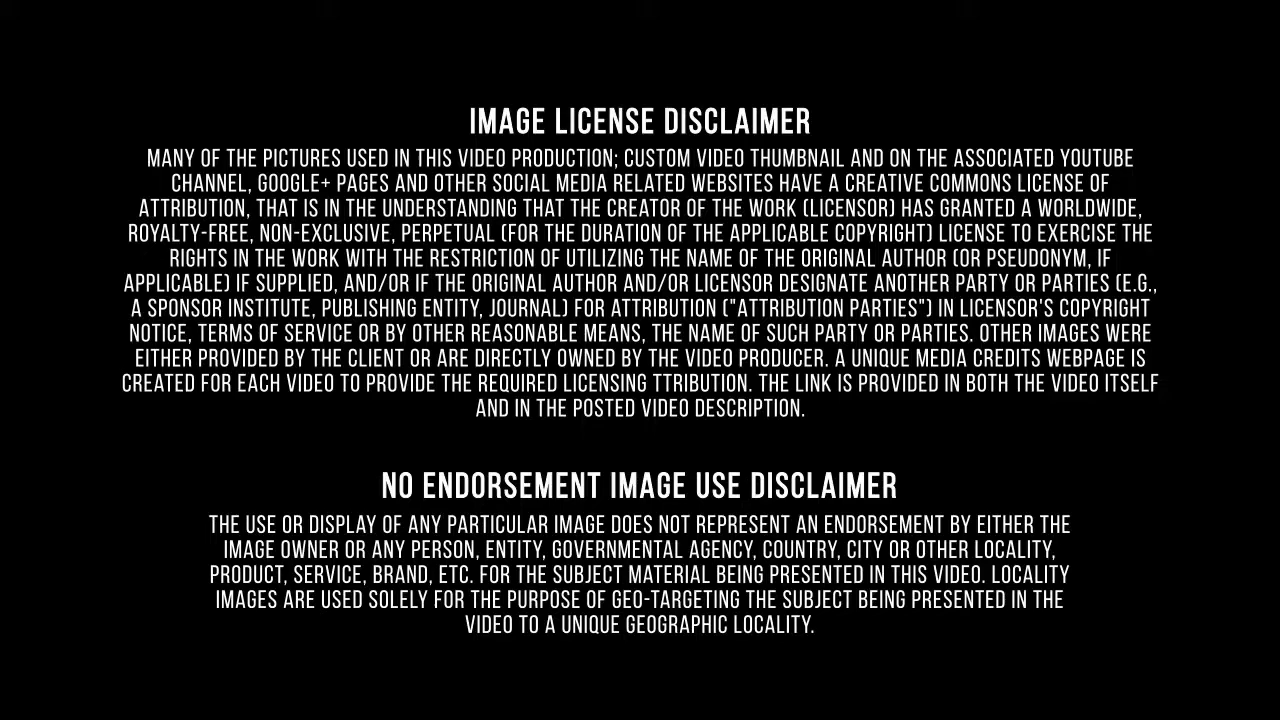 IMAGE LICENSE DISCLAIMER
MANY OF THE PICTURES USED IN THIS VIDEO PRODUCTION; CUSTOM VIDEO THUMBNAIL AND ON THE ASSOCIATED YOUTUBE
CHANNEL, GOOGLE+ PAGES AND OTHER SOCIAL MEDIA RELATED WEBSITES HAVE A CREATIVE COMMONS LICENSE OF
ATTRIBUTION, THAT IS IN THE UNDERSTANDING THAT THE CREATOR OF THE WORK (LICENSOR) HAS GRANTED A WORLDWIDE,
ROYALTY-FREE, NON-EXCLUSIVE, PERPETUAL (FOR THE DURATION OF THE APPLICABLE COPYRIGHT) LICENSE TO EXERCISE THE
RIGHTS IN THE WORK WITH THE RESTRICTION OF UTILIZING THE NAME OF THE ORIGINAL AUTHOR (OR PSEUDONYM, IF
APPLICABLE) IF SUPPLIED, AND/OR IF THE ORIGINAL AUTHOR AND/OR LICENSOR DESIGNATE ANOTHER PARTY OR PARTIES (E.G.,
A SPONSOR INSTITUTE, PUBLISHING ENTITY, JOURNAL) FOR ATTRIBUTION ("ATTRIBUTION PARTIES") IN LICENSOR'S COPYRIGHT
NOTICE, TERMS OF SERVICE OR BY OTHER REASONABLE MEANS, THE NAME OF SUCH PARTY OR PARTIES. OTHER IMAGES WERE
EITHER PROVIDED BY THE CLIENT OR ARE DIRECTLY OWNED BY THE VIDEO PRODUCER. A UNIQUE MEDIA CREDITS WEBPAGE IS
CREATED FOR EACH VIDEO TO PROVIDE THE REQUIRED LICENSING TTRIBUTION. THE LINK IS PROVIDED IN BOTH THE VIDEO ITSELF
AND IN THE POSTED VIDEO DESCRIPTION.
NO ENDORSEMENT IMAGE USE DISCLAIMER
THE USE OR DISPLAY OF ANY PARTICULAR IMAGE DOES NOT REPRESENT AN ENDORSEMENT BY EITHER THE
IMAGE OWNER OR ANY PERSON, ENTITY, GOVERNMENTAL AGENCY, COUNTRY, CITY OR OTHER LOCALITY,
PRODUCT, SERVICE, BRAND, ETC. FOR THE SUBJECT MATERIAL BEING PRESENTED IN THIS VIDEO. LOCALITY
IMAGES ARE USED SOLELY FOR THE PURPOSE OF GEO-TARGETING THE SUBJECT BEING PRESENTED IN THE
VIDEO TO A UNIQUE GEOGRAPHIC LOCALITY.